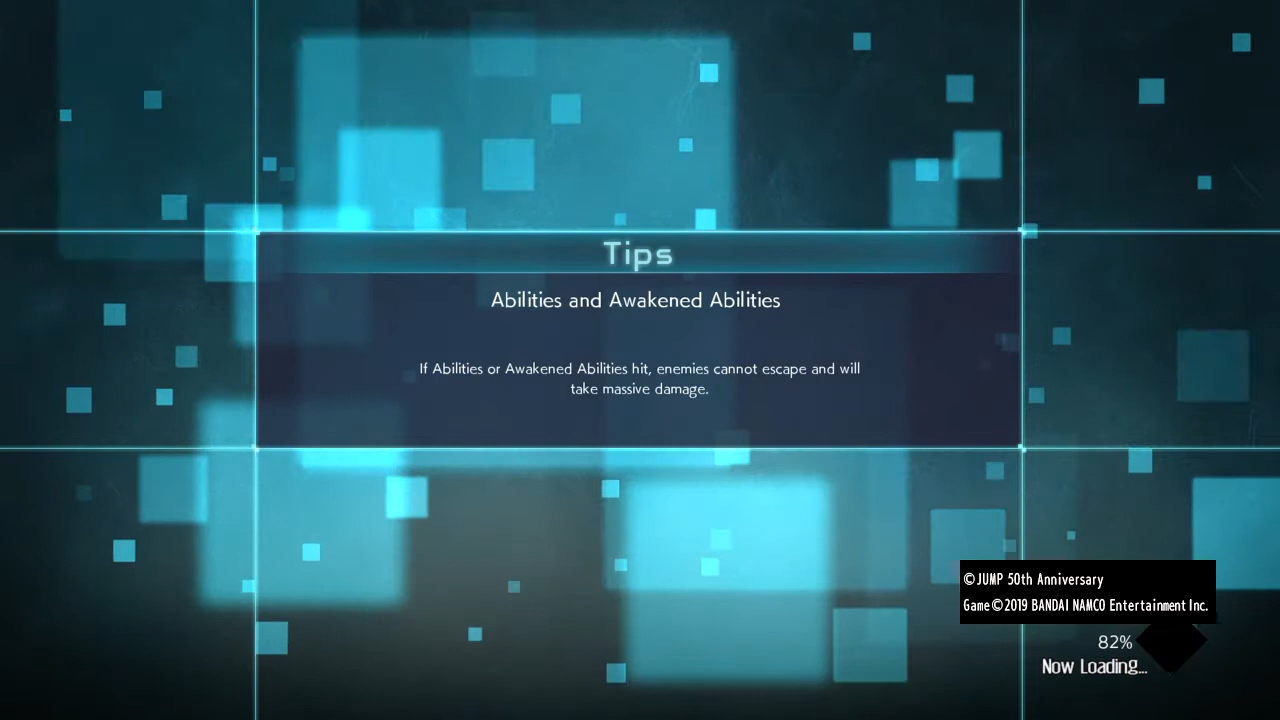 Tips
Abilities and Awakened Abilities
If Abilities or Awakened Abilities hit, enemies cannot escape and will
take massive damage.
©JUMP 50th Anniversary
Game©2019 BANDAI NAMCO Entertainment Inc.
82%
Now Loading...